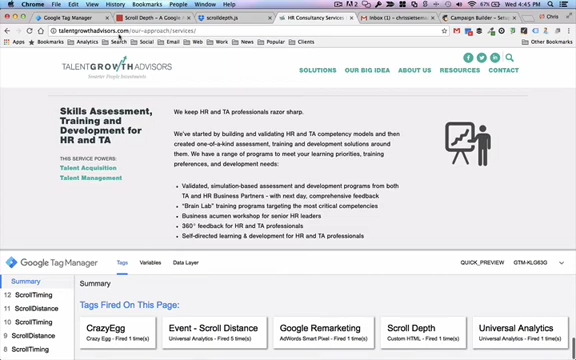 Chrome File Edit View History Bookmarks People Window Help
Wed 4:45 PM
Google Tag Manager
Scroll Depth - A Google A
scrolldepth.js
HR Consultancy Services
Inbox (1)
Campaign Builder - Setu
Chris
talentgrowthadvisors.com/our-approach/services/
Apps Bookmarks Analytics Search Social Email Web Work News Popular Clients Other Bookmarks
TALENTGROWTHADVISORS
Smarter People Investments
SOLUTIONS OUR BIG IDEA ABOUT US RESOURCES CONTACT
Skills Assessment,
Training and
Development for
HR and TA
THIS SERVICE POWERS:
Talent Acquisition
Talent Management
We keep HR and TA professionals razor sharp.
We've started by building and validating HR and TA competency models and then
created one-of-a-kind assessment, training and development solutions around
them. We have a range of programs to meet your learning priorities, training
preferences, and development needs:
• Validated, simulation-based assessment and development programs from both
TA and HR Business Partners - with next day, comprehensive feedback
• "Brain Lab" training programs targeting the most critical competencies
• Business acumen workshop for senior HR leaders
• 360° feedback for HR and TA professionals
• Self-directed learning & development for HR and TA professionals
Google Tag Manager Tags Variables Data Layer QUICK_PREVIEW GTM-KLG63G
Summary
12 ScrollTiming
11 ScrollDistance
10 ScrollTiming
9 ScrollDistance
8 ScrollTiming
Summary
Tags Fired On This Page:
CrazyEgg
Crazy Egg - Fired 1 time(s)
Event - Scroll Distance
Universal Analytics - Fired 5 time(s)
Google Remarketing
AdWords Smart Pixel - Fired 1 time(s)
Scroll Depth
Custom HTML - Fired 1 time(s)
Universal Analytics
Universal Analytics - Fired 1 time(s)